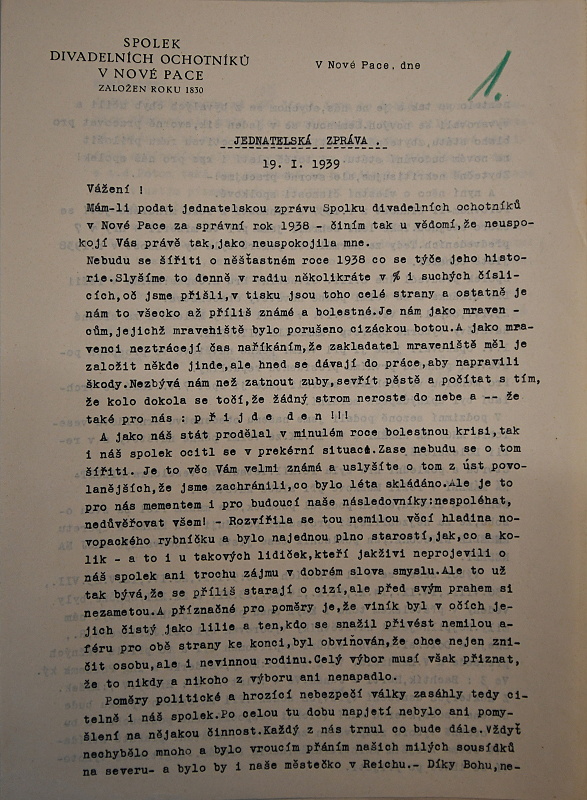 SPOLEK
DIVADELNÍCH OCHOTNÍKŮ
V NOVÉ PACE
ZALOŽEN ROKU 1830
V Nové Pace, dne
1.
JEDNATELSKÁ ZPRÁVA .
19. I. 1939
Vážení !
Mám-li podat jednatelskou zprávu Spolku divadelních ochotníků
v Nové Pace za správní rok 1938 - činím tak u vědomí,že neuspo-
kojí Vás právě tak,jako neuspokojila mne.
Nebudu se šířiti o něšťastném roce 1938 co se týče jeho histo-
rie.Slyšíme to denně v radiu několikráte v % i suchých čísli-
cích,oč jsme přišli,v tisku jsou toho celé strany a ostatně je
nám to všecko až příliš známé a bolestné.Je nám jako mraven -
cům,jejichž mraveniště bylo porušeno cizáckou botou.A jako mra-
venci neztrácejí čas naříkáním,že zakladatel mraveniště měl je
založit někde jinde,ale hned se dávají do práce,aby napravili
škody.Nezbývá nám než zatnout zuby,sevřít pěstě a počítat s tím,
že kolo dokola se točí,že žádný strom neroste do nebe a -- že
také pro nás : p ř i j d e  d e n !!!
A jako náš stát prodělal v minulém roce bolestnou krisi,tak
i náš spolek ocitl se v prekérní situaci.Zase nebudu se o tom
šířiti. Je to věc Vám velmi známá a uslyšíte o tom z úst povo-
lanějších,že jsme zachránili,co bylo léta skládáno.Ale je to
pro nás mementem i pro budoucí naše následovníky:nespoléhat,
nedůvěřovat všem! - Rozvířila se tou nemilou věcí hladina no-
vopackého rybníčku a bylo najednou plno starostí,jak,co a ko-
lik - a to i u takových lidiček,kteří jakživi neprojevili o
náš spolek ani trochu zájmu v dobrém slova smyslu.Ale to už
tak bývá,že se příliš starají o cizí,ale před svým prahem si
nezametou.A příznačné pro poměry je,že viník byl v očích je-
jich čistý jako lilie a ten,kdo se snažil přivést nemilou a-
féru pro obě strany ke konci,byl obviňován,že chce nejen zni-
čit osobu,ale i nevinnou rodinu.Celý výbor musí však přiznat,
že to nikdy a nikoho z výboru ani nenapadlo.
Poměry politické a hrozící nebezpečí války zasáhly tedy ci-
telně i náš spolek.Po celou tu dobu napjetí nebylo ani pomy-
šlení na nějakou činnost.Každý z nás trnul co bude dále.Vždyť
nechybělo mnoho a bylo vroucím přáním našich milých sousídků
na severu- a bylo by i naše městečko v Reichu.- Díky Bohu,ne-